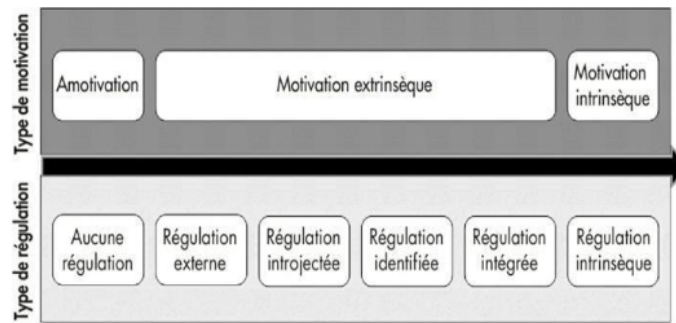 Type de motivation
Amotivation
Motivation extrinsèque
Motivation
intrinsèque
Type de régulation
Aucune
régulation
Régulation
externe
Régulation
introjectée
Régulation
identifiée
Régulation
intégrée
Régulation
intrinsèque